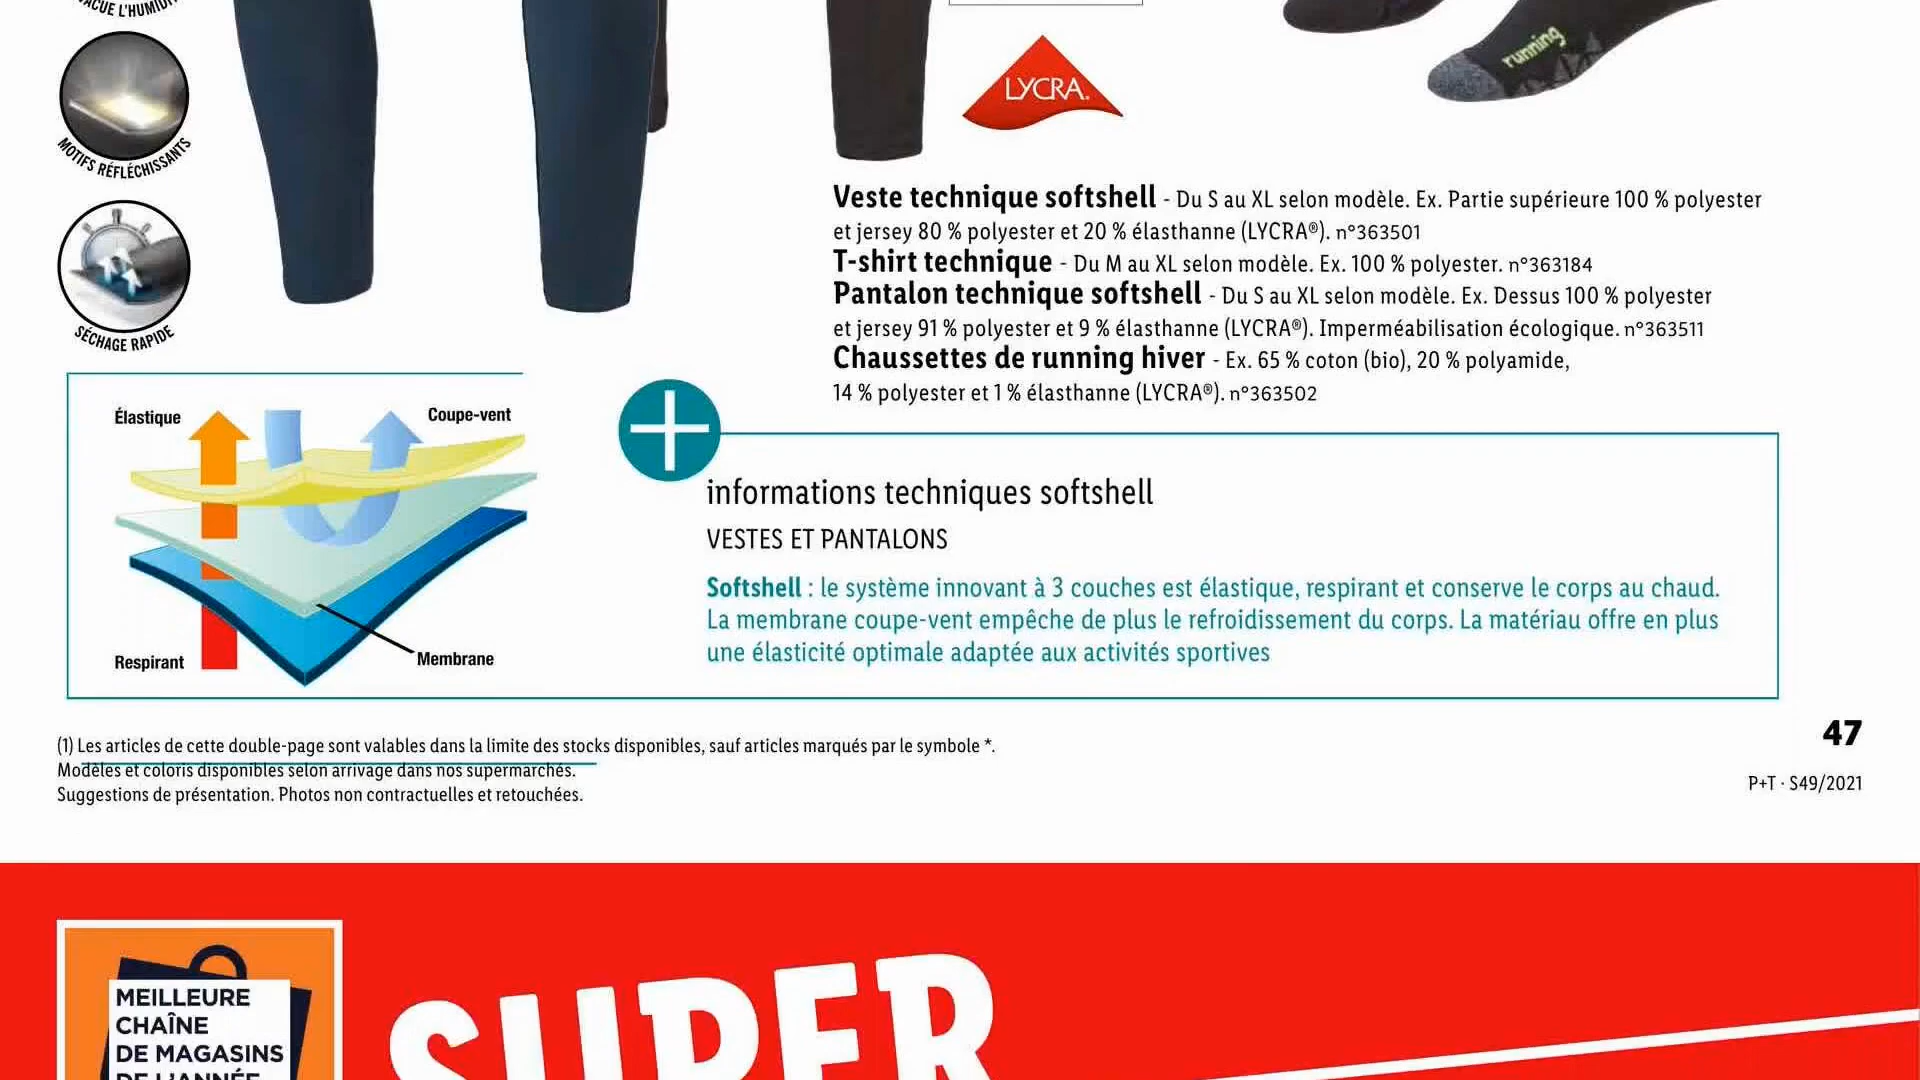 MOTIFS RÉFLÉCHISSANTS
SÉCHAGE RAPIDE
LYCRA®
running
Veste technique softshell - Du S au XL selon modèle. Ex. Partie supérieure 100 % polyester
et jersey 80 % polyester et 20 % élasthanne (LYCRA®). n°363501
T-shirt technique - Du M au XL selon modèle. Ex. 100 % polyester. n°363184
Pantalon technique softshell - Du S au XL selon modèle. Ex. Dessus 100 % polyester
et jersey 91 % polyester et 9 % élasthanne (LYCRA®). Imperméabilisation écologique. n°363511
Chaussettes de running hiver - Ex. 65 % coton (bio), 20 % polyamide,
14 % polyester et 1 % élasthanne (LYCRA®). n°363502
Élastique
Coupe-vent
Respirant
Membrane
informations techniques softshell
VESTES ET PANTALONS
Softshell : le système innovant à 3 couches est élastique, respirant et conserve le corps au chaud.
La membrane coupe-vent empêche de plus le refroidissement du corps. La matériau offre en plus
une élasticité optimale adaptée aux activités sportives
(1) Les articles de cette double-page sont valables dans la limite des stocks disponibles, sauf articles marqués par le symbole *.
Modèles et coloris disponibles selon arrivage dans nos supermarchés.
Suggestions de présentation. Photos non contractuelles et retouchées.
47
P+T · S49/2021
MEILLEURE
CHAÎNE
DE MAGASINS
DE L'ANNÉE
SUPER